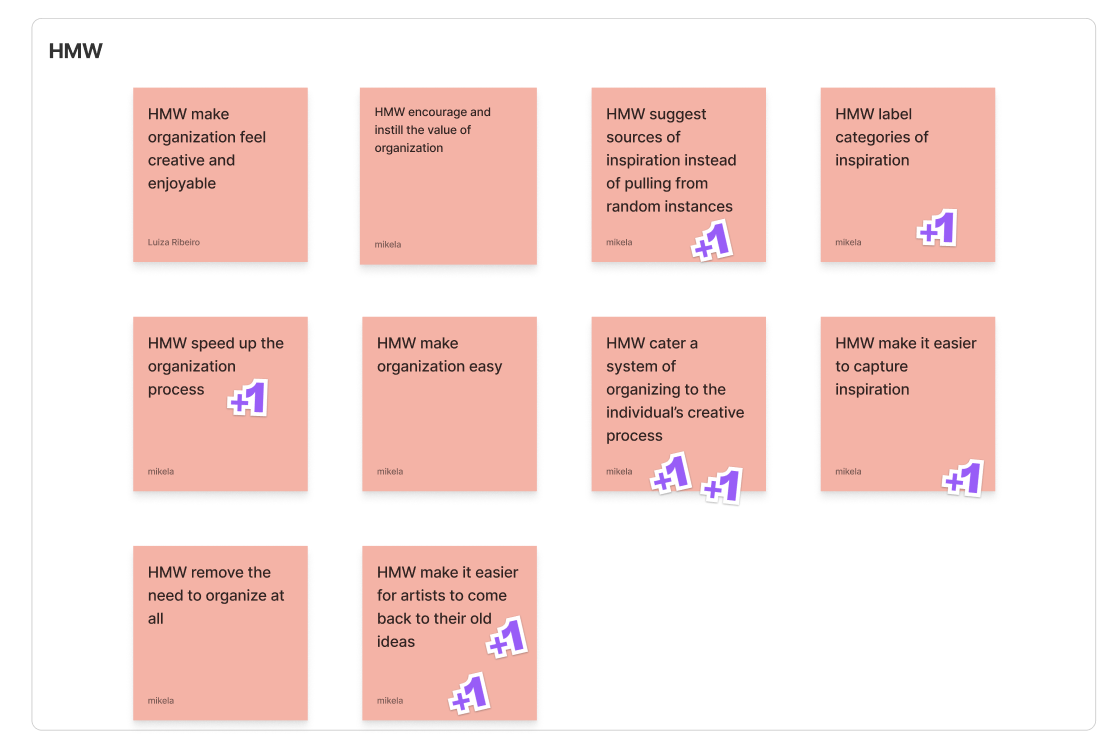 HMW
HMW make
organization feel
creative and
enjoyable
Luiza Ribeiro
HMW encourage and
instill the value of
organization
mikela
HMW suggest
sources of
inspiration instead
of pulling from
random instances
mikela
+1
HMW label
categories of
inspiration
mikela
+1
HMW speed up the
organization
process
+1
mikela
HMW make
organization easy
mikela
HMW cater a
system of
organizing to the
individual’s creative
process
mikela
+1
+1
HMW make it easier
to capture
inspiration
mikela
+1
HMW remove the
need to organize at
all
mikela
HMW make it easier
for artists to come
back to their old
ideas
+1
mikela
+1